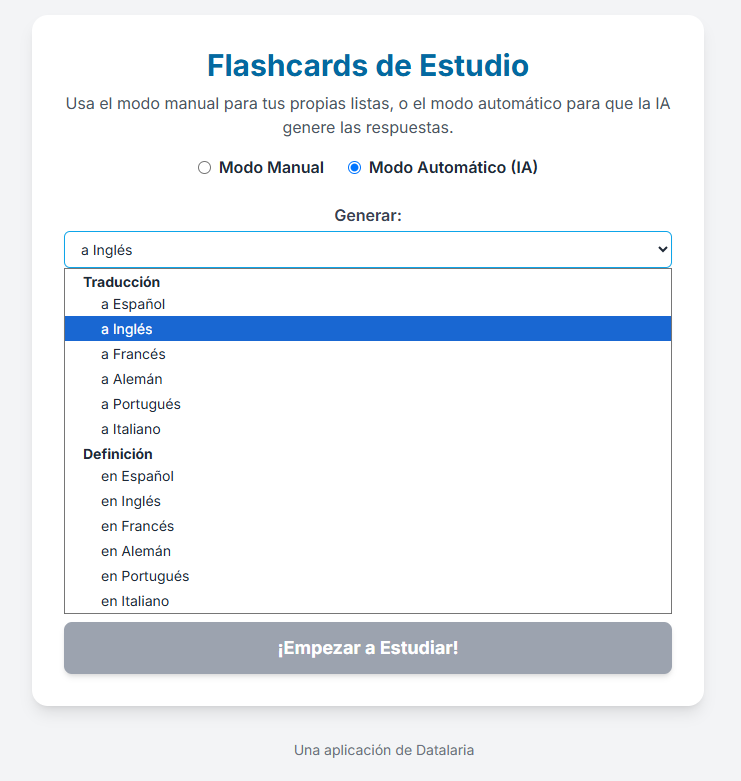 Flashcards de Estudio
Usa el modo manual para tus propias listas, o el modo automático para que la IA
genere las respuestas.
Modo Manual Modo Automático (IA)
Generar:
a Inglés
Traducción
a Español
a Inglés
a Francés
a Alemán
a Portugués
a Italiano
Definición
en Español
en Inglés
en Francés
en Alemán
en Portugués
en Italiano
¡Empezar a Estudiar!
Una aplicación de Datalaria